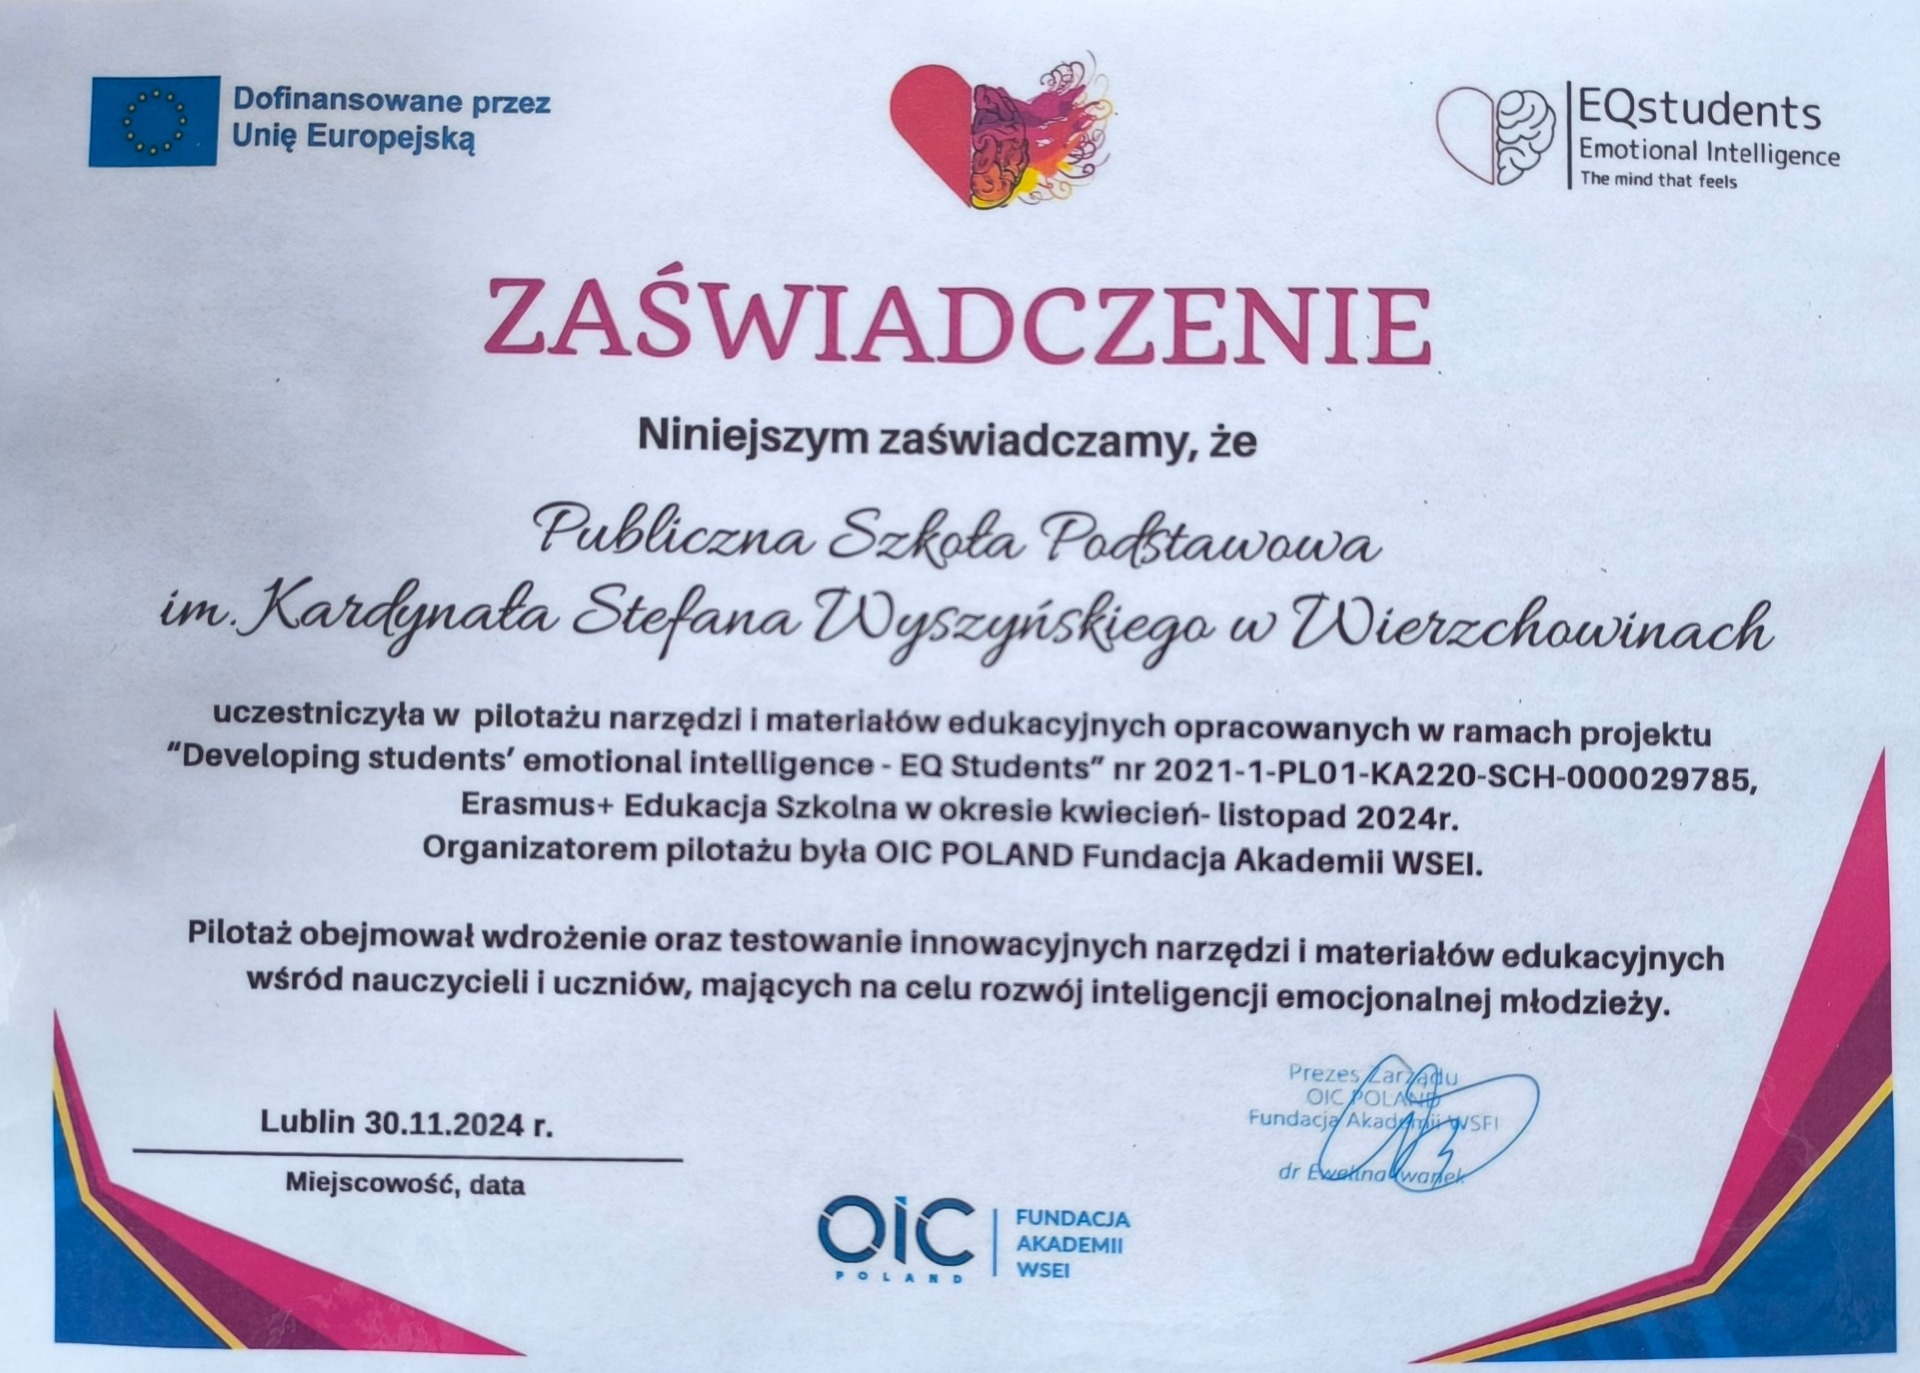 Dofinansowane przez
Unię Europejską
EQstudents
Emotional Intelligence
The mind that feels
ZAŚWIADCZENIE
Niniejszym zaświadczamy, że
Publiczna Szkoła Podstawowa
im. Kardynała Stefana Wyszyńskiego w Wierzchowinach
uczestniczyła w pilotażu narzędzi i materiałów edukacyjnych opracowanych w ramach projektu
“Developing students’ emotional intelligence - EQ Students” nr 2021-1-PL01-KA220-SCH-000029785,
Erasmus+ Edukacja Szkolna w okresie kwiecień- listopad 2024r.
Organizatorem pilotażu była OIC POLAND Fundacja Akademii WSEI.
Pilotaż obejmował wdrożenie oraz testowanie innowacyjnych narzędzi i materiałów edukacyjnych
wśród nauczycieli i uczniów, mających na celu rozwój inteligencji emocjonalnej młodzieży.
Prezes Zarządu
OIC POLAND
Fundacja Akademii WSEI
dr Ewelina Iwanek
Lublin 30.11.2024 r.
Miejscowość, data
OIC
POLAND
FUNDACJA
AKADEMII
WSEI